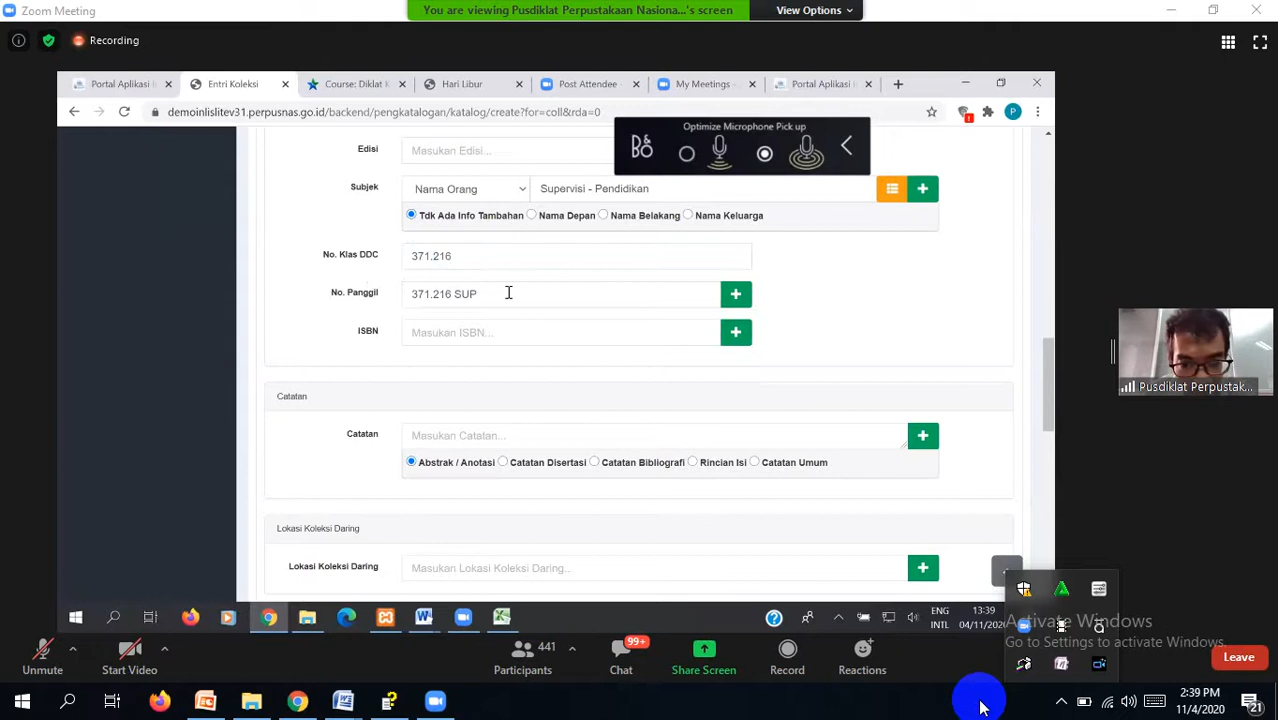 Zoom Meeting
You are viewing Pusdiklat Perpustakaan Nasiona...'s screen
View Options
Recording
Portal Aplikasi I
Entri Koleksi
Course: Diklat K
Hari Libur
Post Attendee -
My Meetings -
Portal Aplikasi In
demoinlislitev31.perpusnas.go.id/backend/pengkatalogan/katalog/create?for=coll&rda=0
P
Optimize Microphone Pick up
B&O
Edisi
Masukan Edisi...
Subjek
Nama Orang
Supervisi - Pendidikan
Tdk Ada Info Tambahan
Nama Depan
Nama Belakang
Nama Keluarga
No. Klas DDC
371.216
No. Panggil
371.216 SUP
ISBN
Masukan ISBN...
Catatan
Catatan
Masukan Catatan...
Abstrak / Anotasi
Catatan Disertasi
Catatan Bibliografi
Rincian Isi
Catatan Umum
Lokasi Koleksi Daring
Lokasi Koleksi Daring
Masukan Lokasi Koleksi Daring...
Pusdiklat Perpustak...
ENG
INTL
13:39
04/11/2020
Activate Windows
Go to Settings to activate Windows.
Unmute
Start Video
441
Participants
99+
Chat
Share Screen
Record
Reactions
Leave
2:39 PM
11/4/2020
21